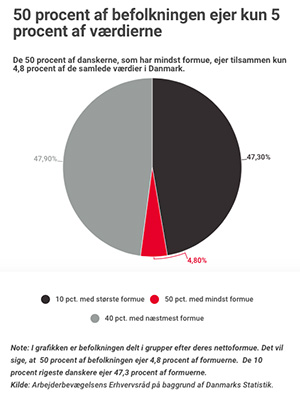 50 procent af befolkningen ejer kun 5
procent af værdierne
De 50 procent af danskerne, som har mindst formue, ejer tilsammen kun
4,8 procent af de samlede værdier i Danmark.
47,90%
47,30%
4,80%
10 pct. med største formue
50 pct. med mindst formue
40 pct. med næstmest formue
Note: I grafikken er befolkningen delt i grupper efter deres nettoformue. Det vil
sige, at 50 procent af befolkningen ejer 4,8 procent af formuerne. De 10
procent rigeste danskere ejer 47,3 procent af formuerne.
Kilde: Arbejderbevægelsens Erhvervsråd på baggrund af Danmarks Statistik.